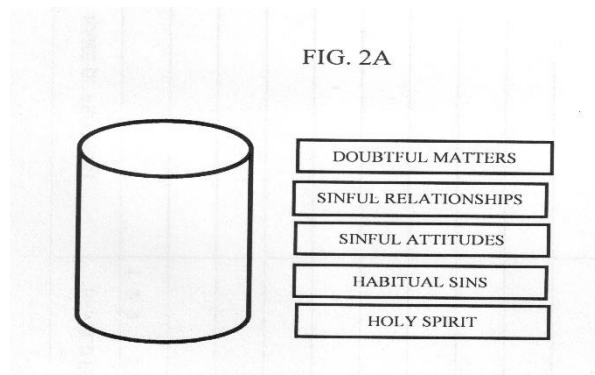 FIG. 2A
DOUBTFUL MATTERS
SINFUL RELATIONSHIPS
SINFUL ATTITUDES
HABITUAL SINS
HOLY SPIRIT